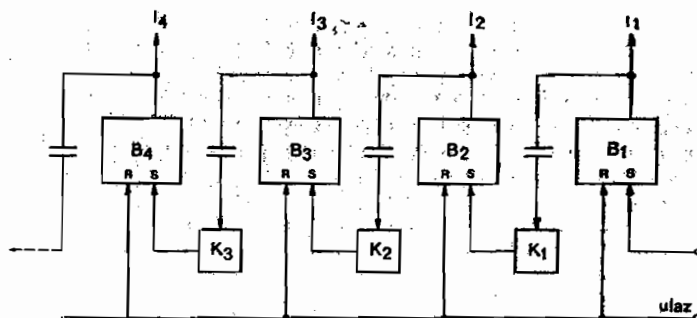 I4 I3 I2 I1
B4 B3 B2 B1
R S R S R S R S
K3 K2 K1
ulaz